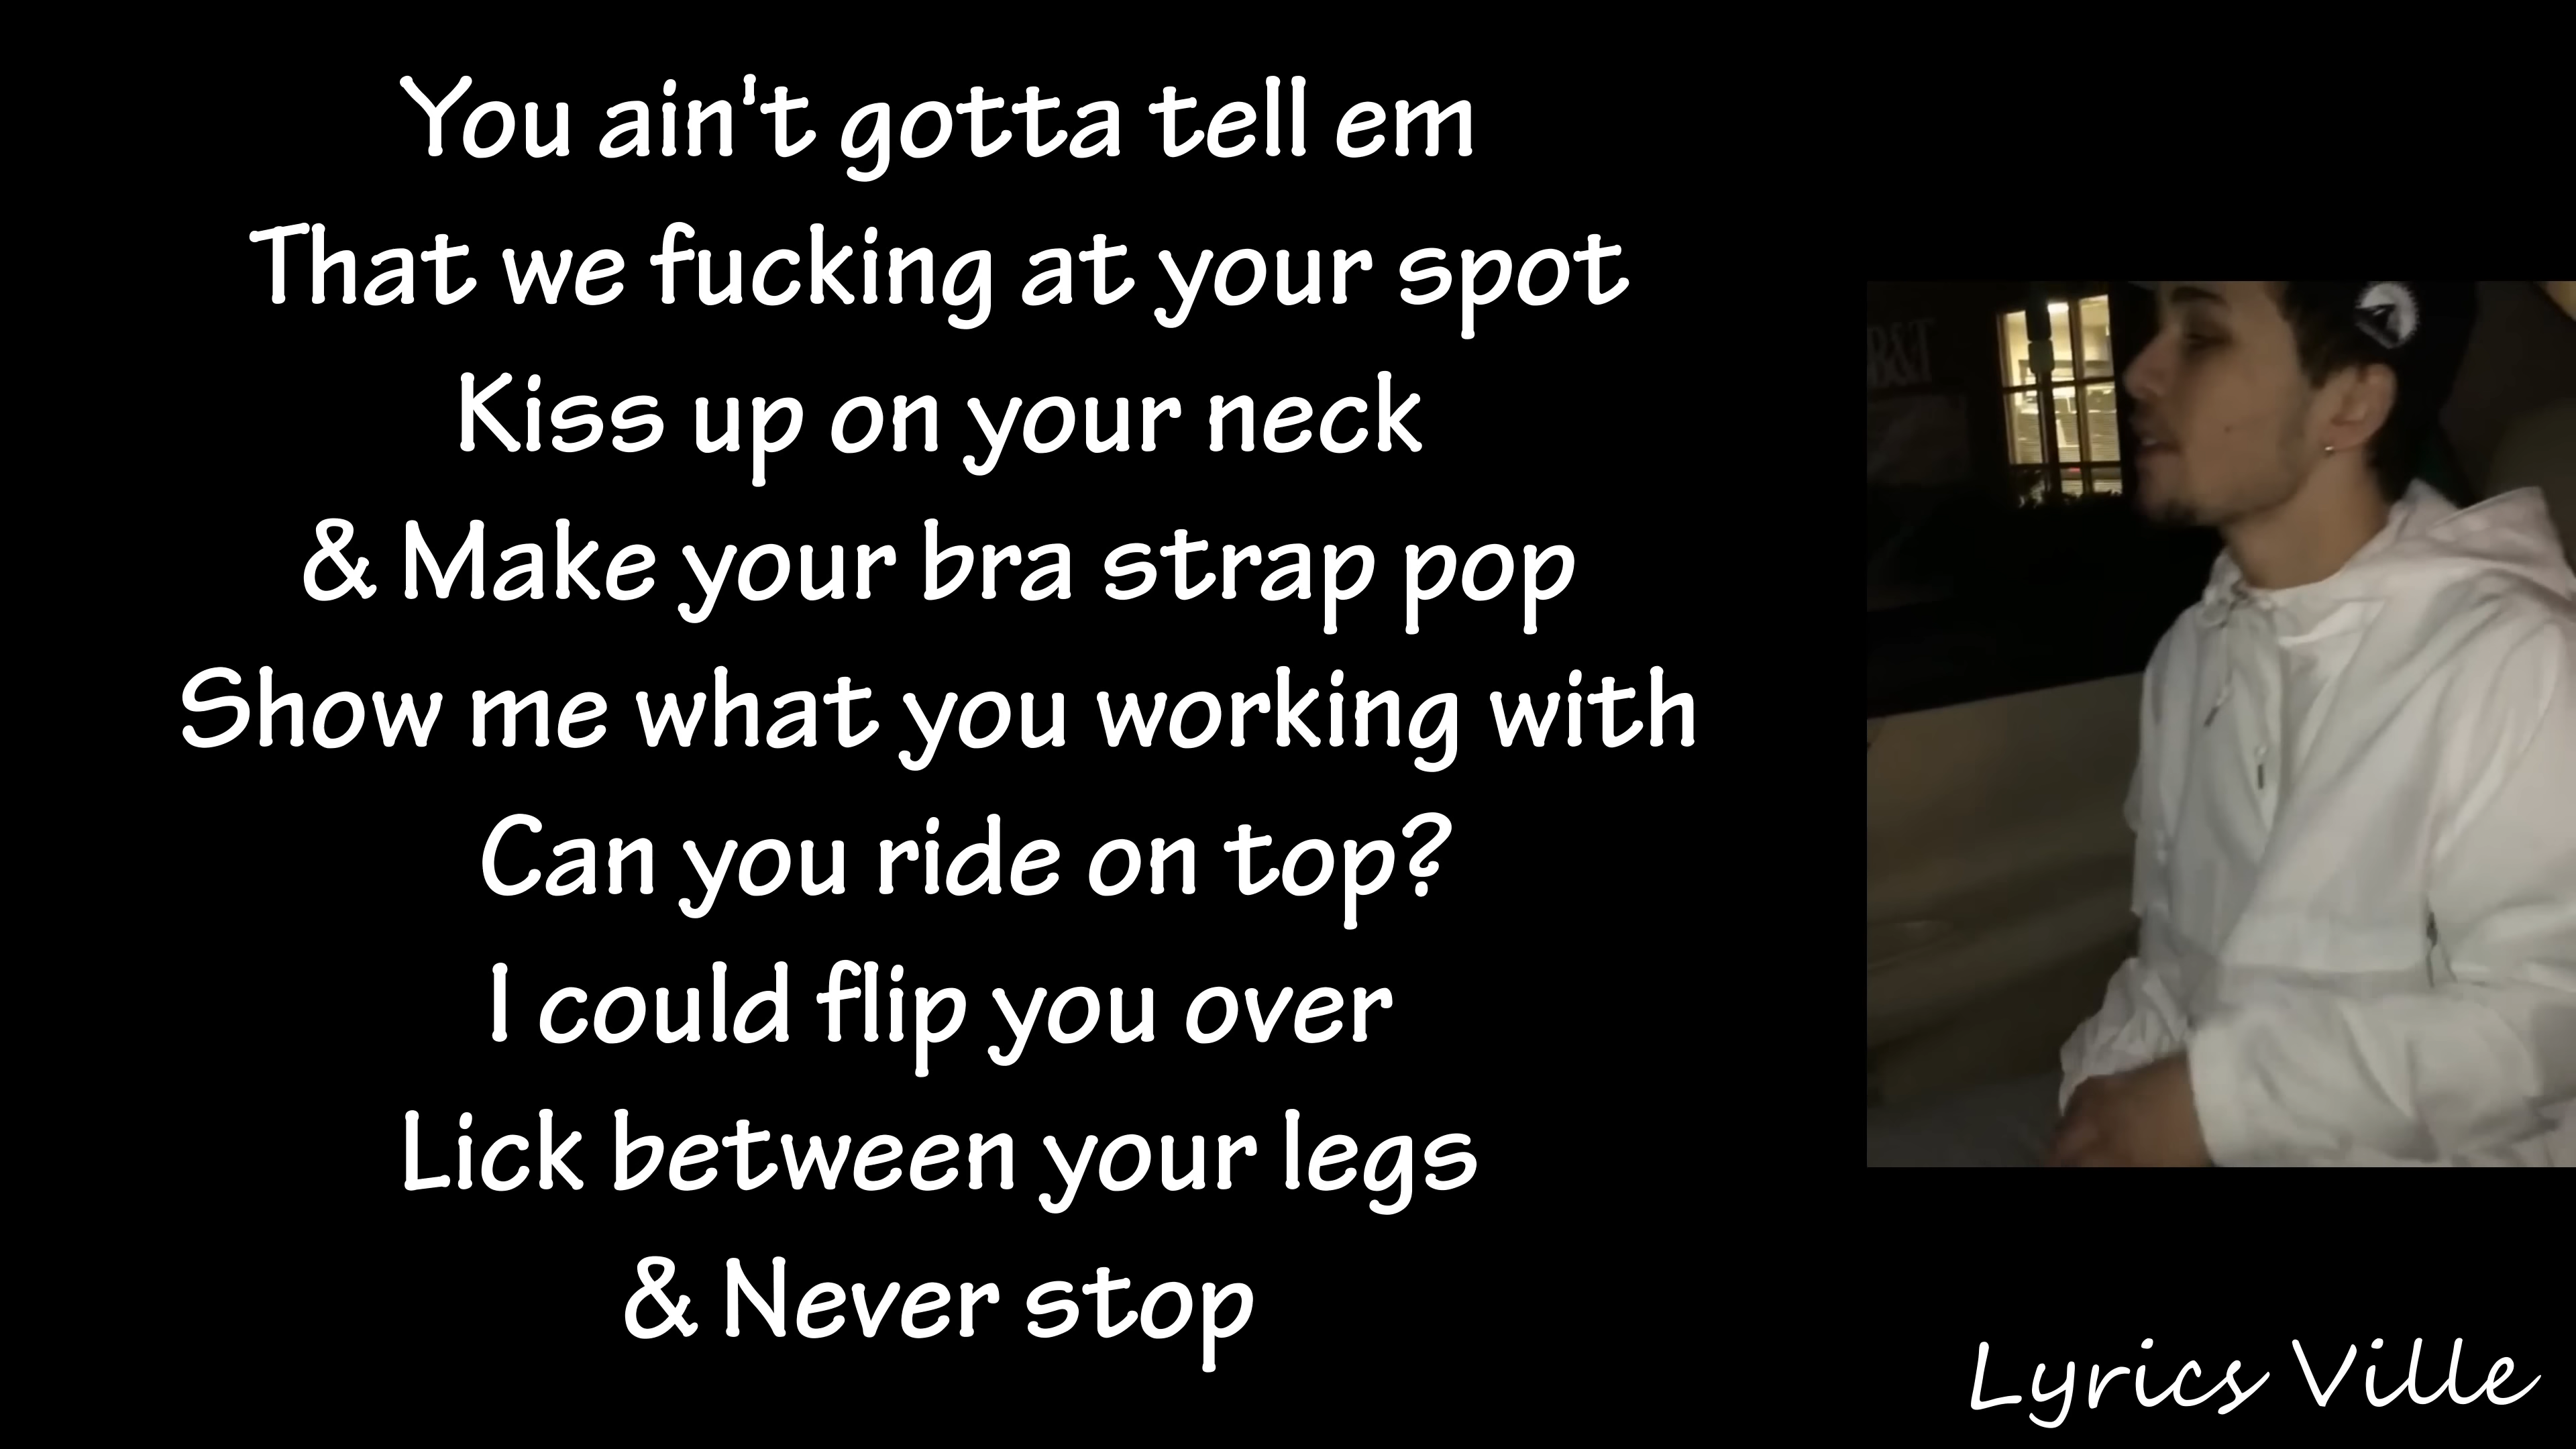 You ain't gotta tell em
That we fucking at your spot
Kiss up on your neck
& Make your bra strap pop
Show me what you working with
Can you ride on top?
I could flip you over
Lick between your legs
& Never stop
Lyrics Ville